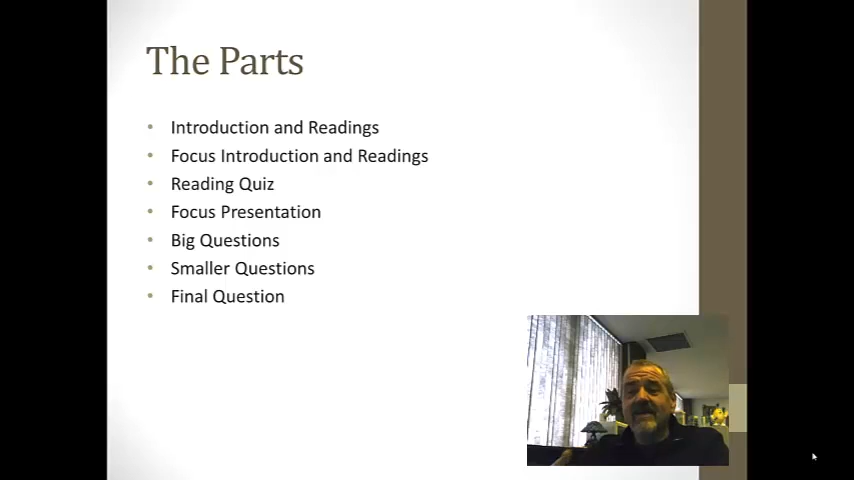 The Parts
Introduction and Readings
Focus Introduction and Readings
Reading Quiz
Focus Presentation
Big Questions
Smaller Questions
Final Question